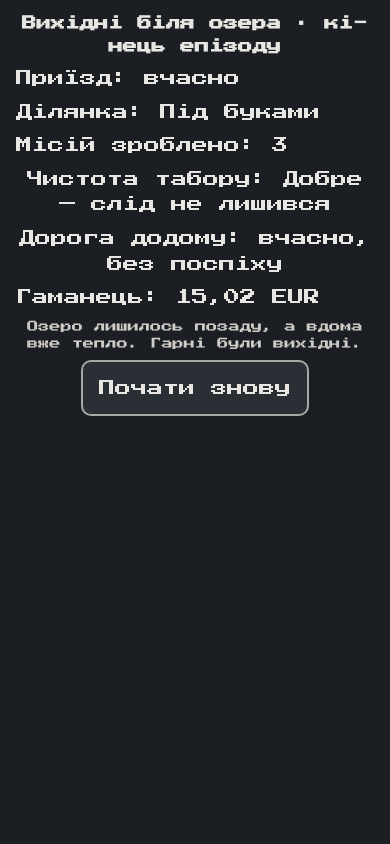 Вихідні біля озера · кі-
нець епізоду
Приїзд: вчасно
Ділянка: Під буками
Місій зроблено: 3
Чистота табору: Добре
— слід не лишився
Дорога додому: вчасно,
без поспіху
Гаманець: 15,02 EUR
Озеро лишилось позаду, а вдома
вже тепло. Гарні були вихідні.
Почати знову